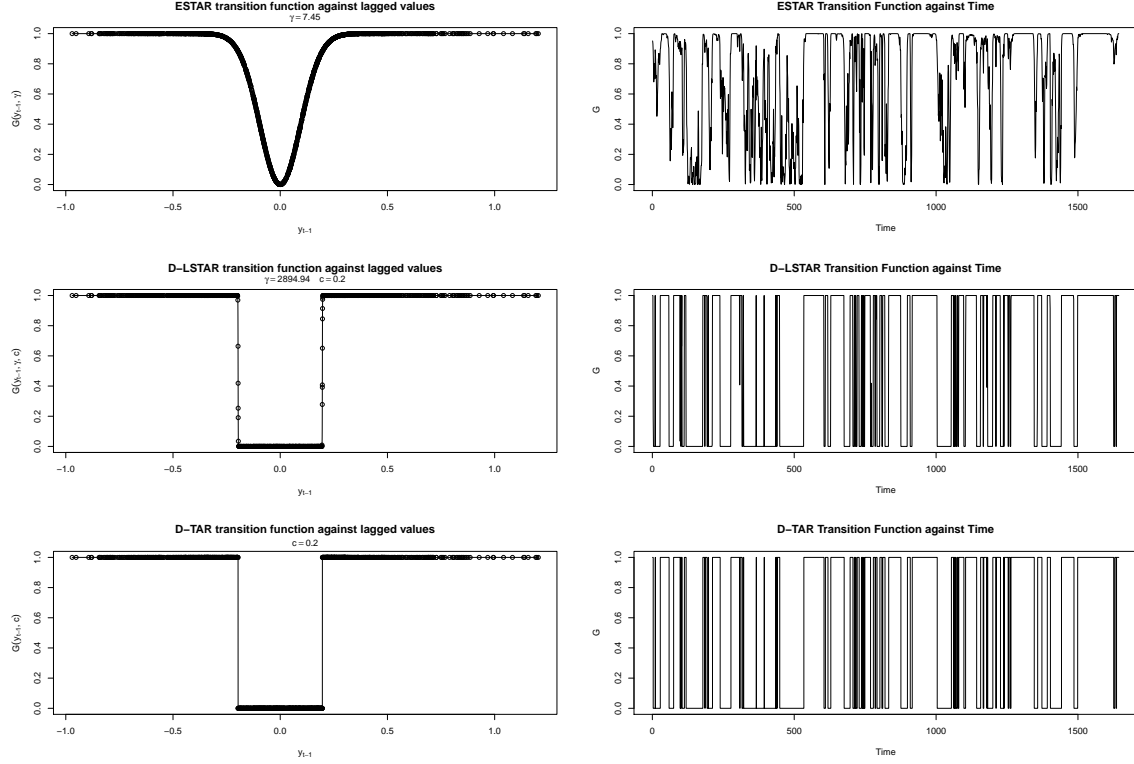 ESTAR transition function against lagged values
γ = 7.45
G(yt−1, γ)
0.0 0.2 0.4 0.6 0.8 1.0
−1.0 −0.5 0.0 0.5 1.0
yt−1
ESTAR Transition Function against Time
G
0.0 0.2 0.4 0.6 0.8 1.0
0 500 1000 1500
Time
D−LSTAR transition function against lagged values
γ = 2894.94 c = 0.2
G(yt−1, γ, c)
0.0 0.2 0.4 0.6 0.8 1.0
−1.0 −0.5 0.0 0.5 1.0
yt−1
D−LSTAR Transition Function against Time
G
0.0 0.2 0.4 0.6 0.8 1.0
0 500 1000 1500
Time
D−TAR transition function against lagged values
c = 0.2
G(yt−1, c)
0.0 0.2 0.4 0.6 0.8 1.0
−1.0 −0.5 0.0 0.5 1.0
yt−1
D−TAR Transition Function against Time
G
0.0 0.2 0.4 0.6 0.8 1.0
0 500 1000 1500
Time